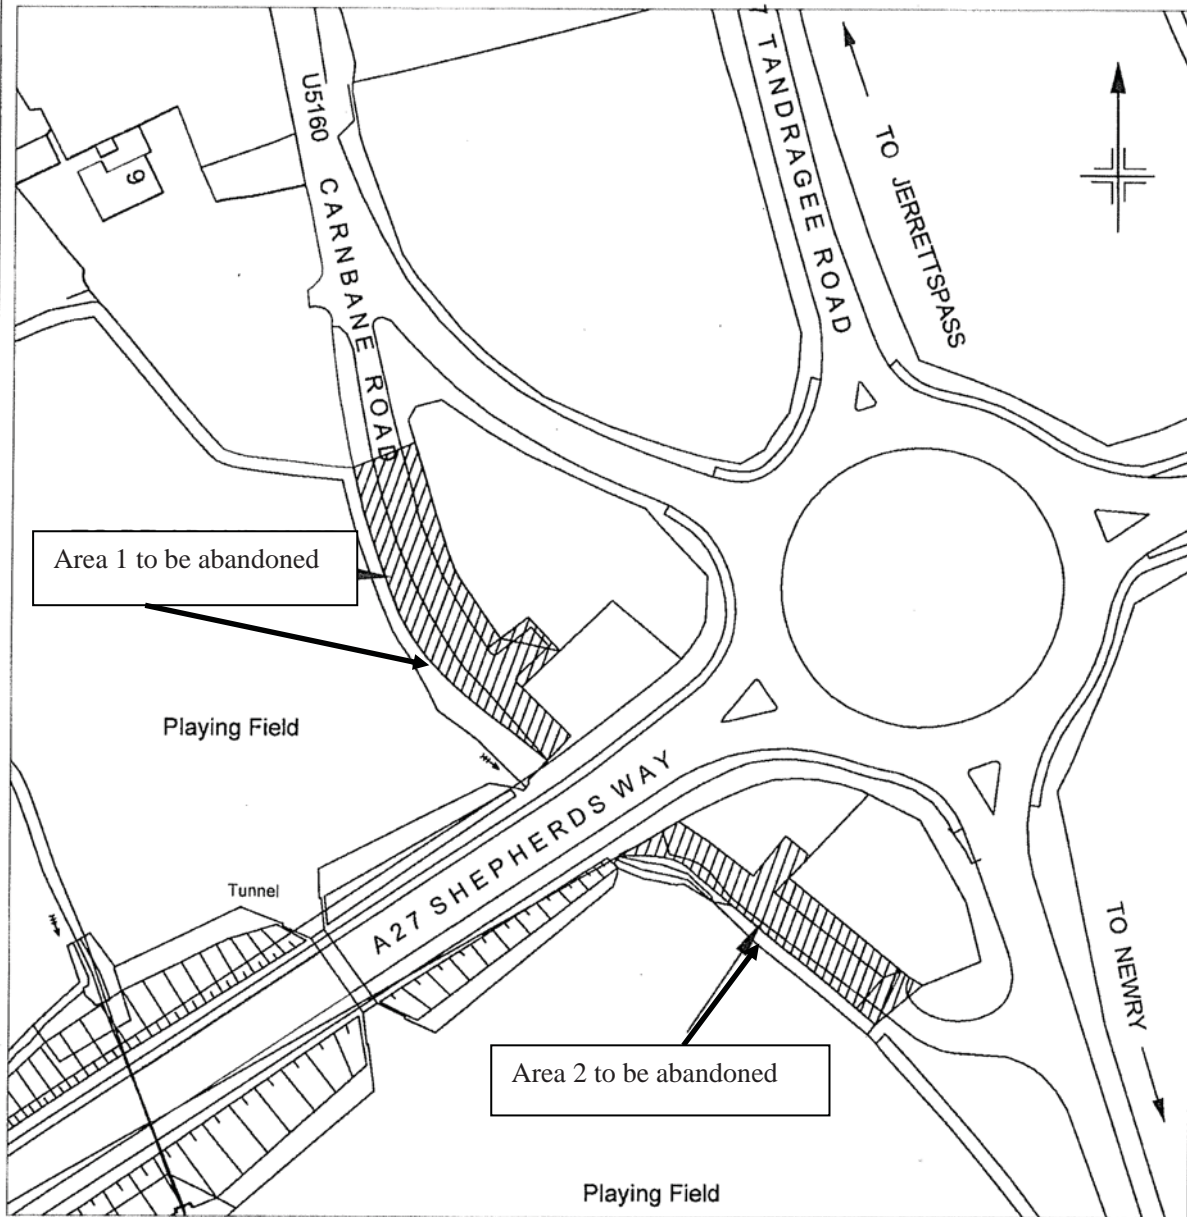 U5160 CARNBANE ROAD
7 TANDRAGEE ROAD
TO JERRETTSPASS
9
Area 1 to be abandoned
Playing Field
A27 SHEPHERDS WAY
Tunnel
Area 2 to be abandoned
TO NEWRY
Playing Field